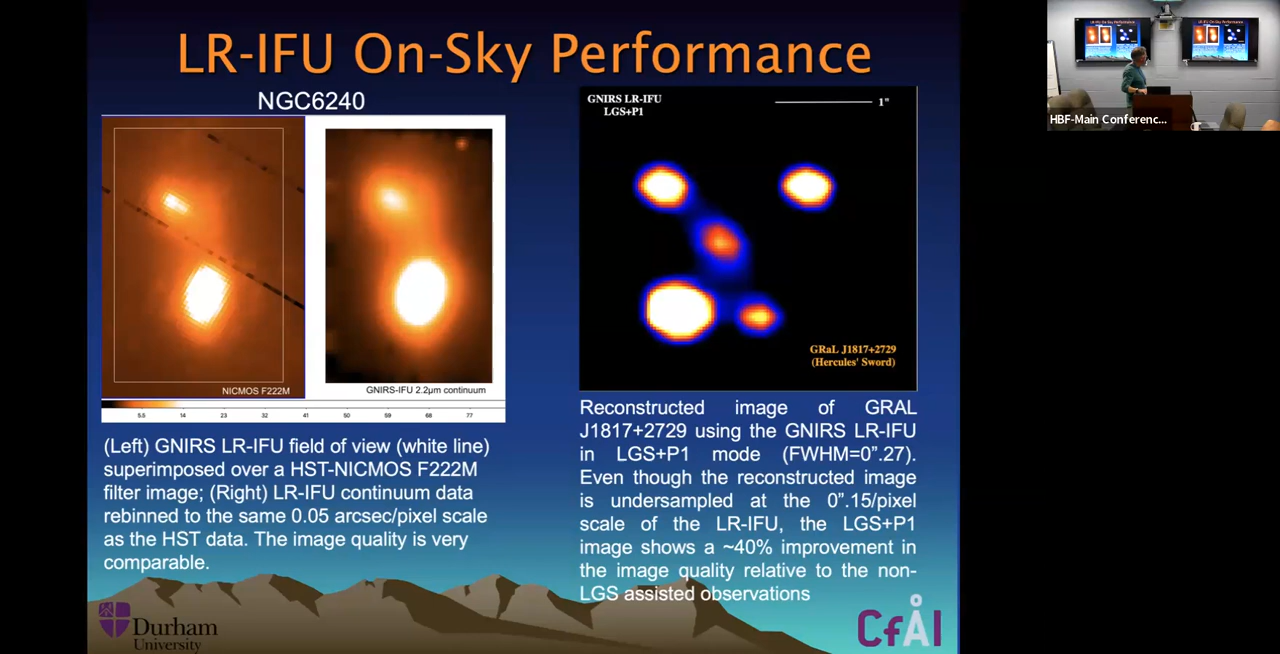 LR-IFU On-Sky Performance
NGC6240
NICMOS F222M
GNIRS-IFU 2.2μm continuum
5.5 14 23 32 41 50 59 68 77
(Left) GNIRS LR-IFU field of view (white line)
superimposed over a HST-NICMOS F222M
filter image; (Right) LR-IFU continuum data
rebinned to the same 0.05 arcsec/pixel scale
as the HST data. The image quality is very
comparable.
GNIRS LR-IFU
LGS+P1
1"
GRaL J1817+2729
(Hercules' Sword)
Reconstructed image of GRAL
J1817+2729 using the GNIRS LR-IFU
in LGS+P1 mode (FWHM=0”.27).
Even though the reconstructed image
is undersampled at the 0”.15/pixel
scale of the LR-IFU, the LGS+P1
image shows a ~40% improvement in
the image quality relative to the non-
LGS assisted observations
Durham
University
CfAI
HBF-Main Conferenc...